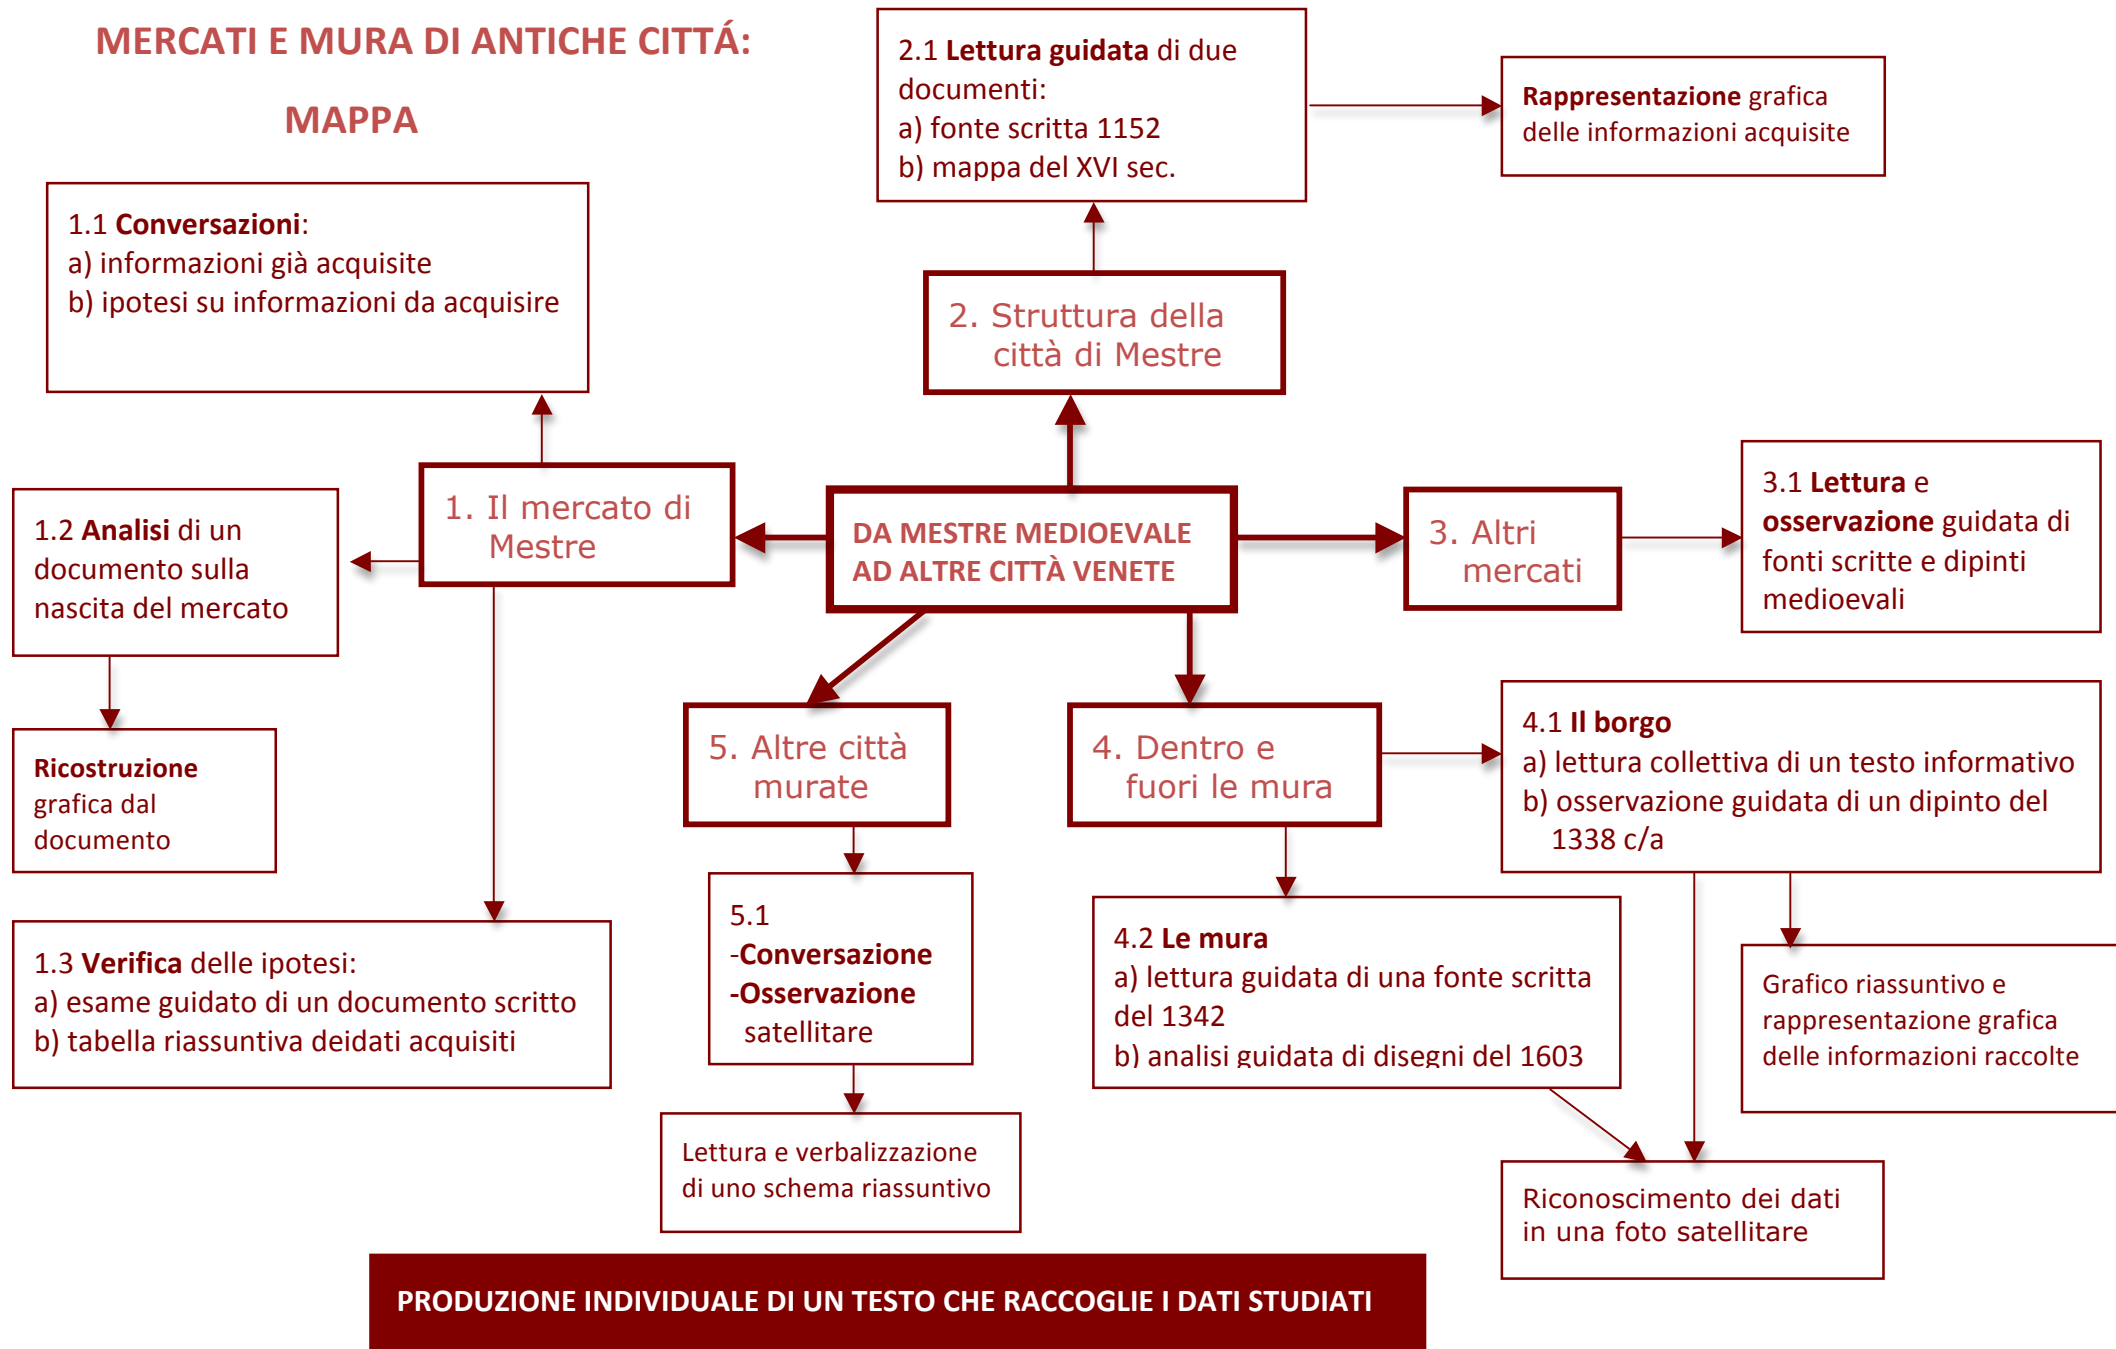 MERCATI E MURA DI ANTICHE CITTÁ:
MAPPA
2.1 Lettura guidata di due
documenti:
a) fonte scritta 1152
b) mappa del XVI sec.
Rappresentazione grafica
delle informazioni acquisite
1.1 Conversazioni:
a) informazioni già acquisite
b) ipotesi su informazioni da acquisire
2. Struttura della
città di Mestre
1. Il mercato di
Mestre
DA MESTRE MEDIOEVALE
AD ALTRE CITTÀ VENETE
3. Altri
mercati
3.1 Lettura e
osservazione guidata di
fonti scritte e dipinti
medioevali
1.2 Analisi di un
documento sulla
nascita del mercato
Ricostruzione
grafica dal
documento
5. Altre città
murate
4. Dentro e
fuori le mura
4.1 Il borgo
a) lettura collettiva di un testo informativo
b) osservazione guidata di un dipinto del
1338 c/a
1.3 Verifica delle ipotesi:
a) esame guidato di un documento scritto
b) tabella riassuntiva deidati acquisiti
5.1
-Conversazione
-Osservazione
satellitare
4.2 Le mura
a) lettura guidata di una fonte scritta
del 1342
b) analisi guidata di disegni del 1603
Grafico riassuntivo e
rappresentazione grafica
delle informazioni raccolte
Lettura e verbalizzazione
di uno schema riassuntivo
Riconoscimento dei dati
in una foto satellitare
PRODUZIONE INDIVIDUALE DI UN TESTO CHE RACCOGLIE I DATI STUDIATI